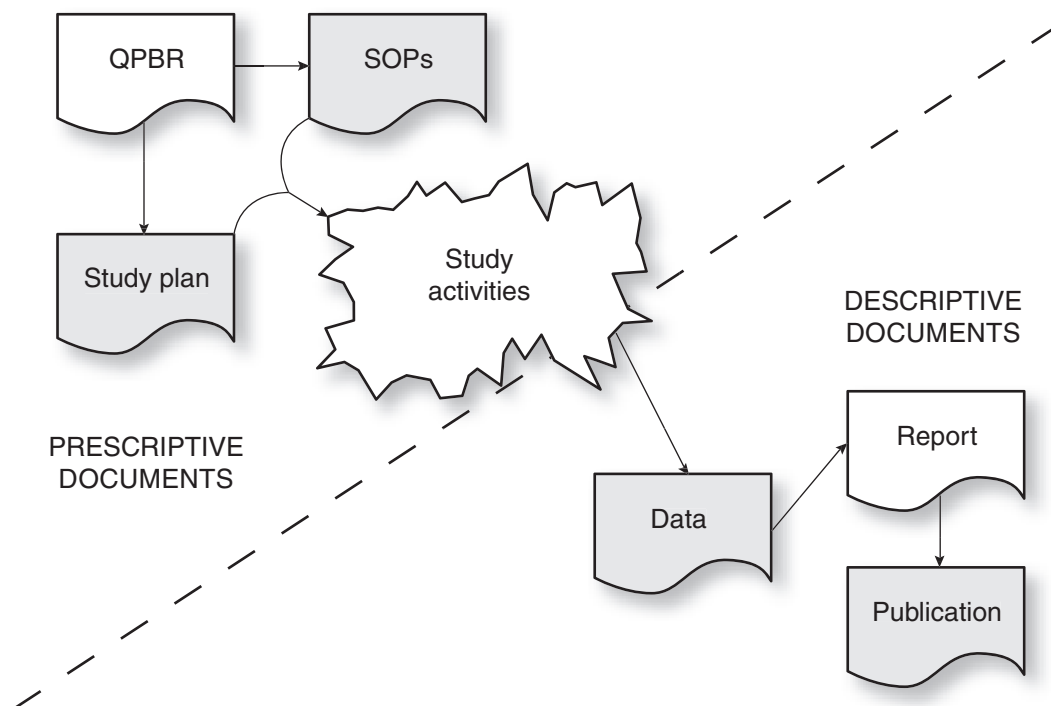 QPBR
SOPs
Study plan
Study
activities
PRESCRIPTIVE
DOCUMENTS
DESCRIPTIVE
DOCUMENTS
Data
Report
Publication